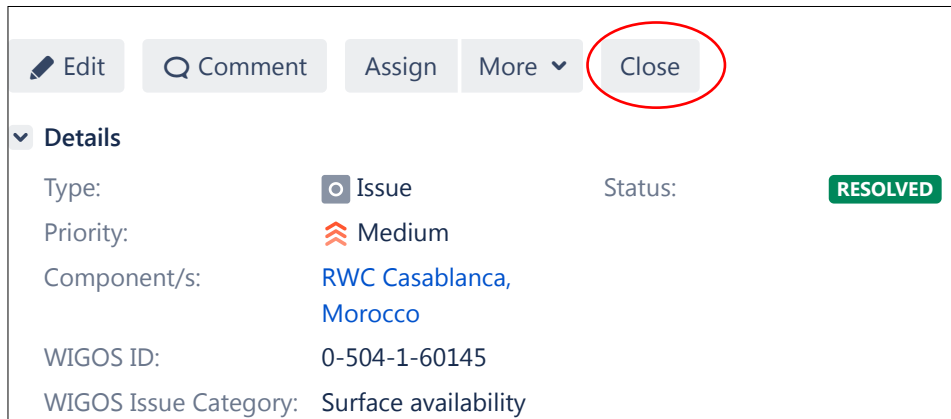 Edit Comment Assign More Close
Details
Type: Issue Status: RESOLVED
Priority: Medium
Component/s: RWC Casablanca,
Morocco
WIGOS ID: 0-504-1-60145
WIGOS Issue Category: Surface availability